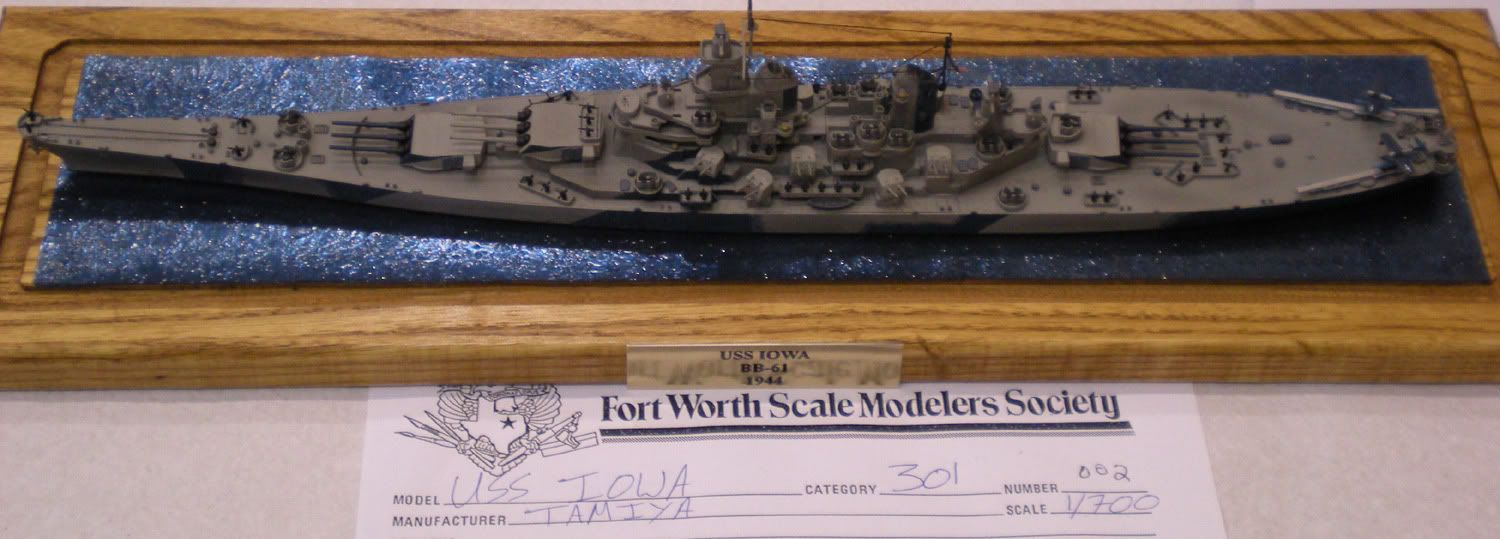 USS IOWA
BB-61
1944
Fort Worth Scale Modelers Society
MODEL USS IOWA CATEGORY 301 NUMBER 002
MANUFACTURER TAMIYA SCALE 1/700